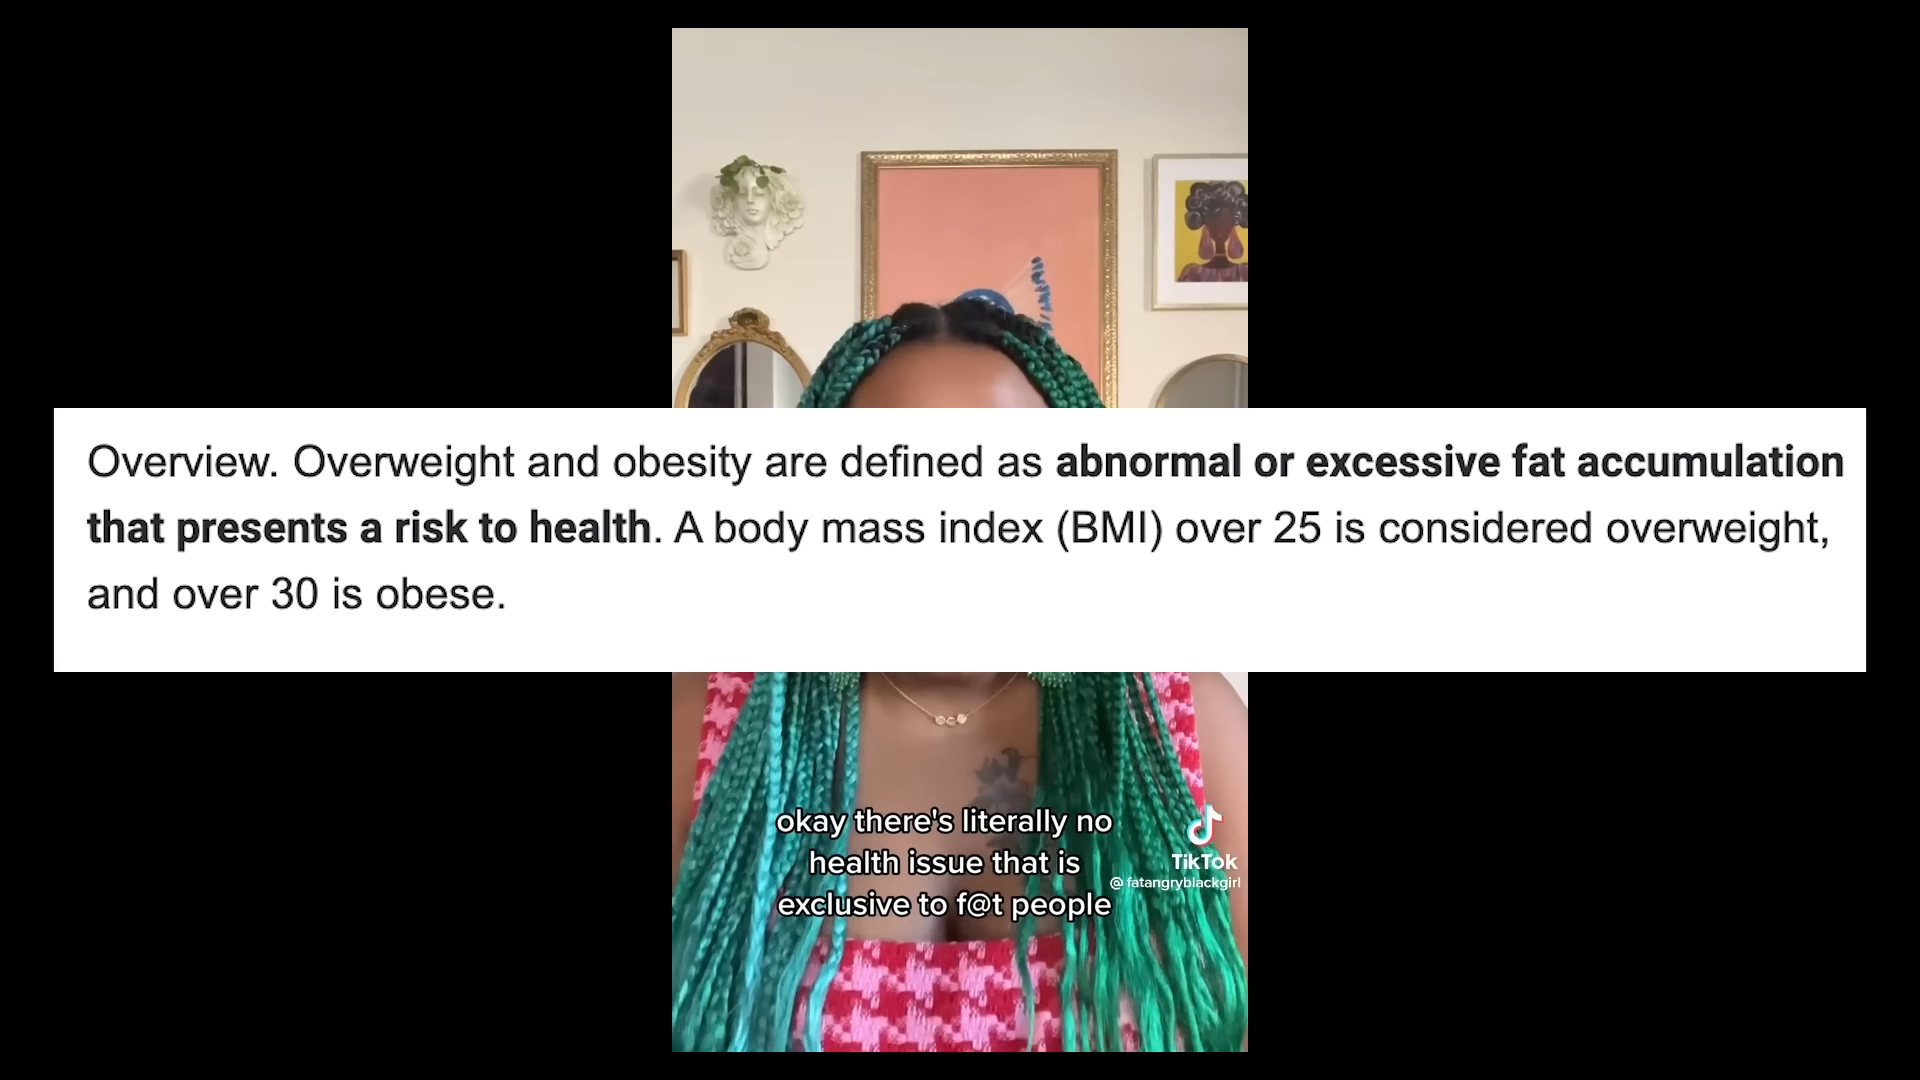 Overview. Overweight and obesity are defined as abnormal or excessive fat accumulation
that presents a risk to health. A body mass index (BMI) over 25 is considered overweight,
and over 30 is obese.
okay there's literally no
health issue that is
exclusive to f@t people
TikTok
@ fatangryblackgirl